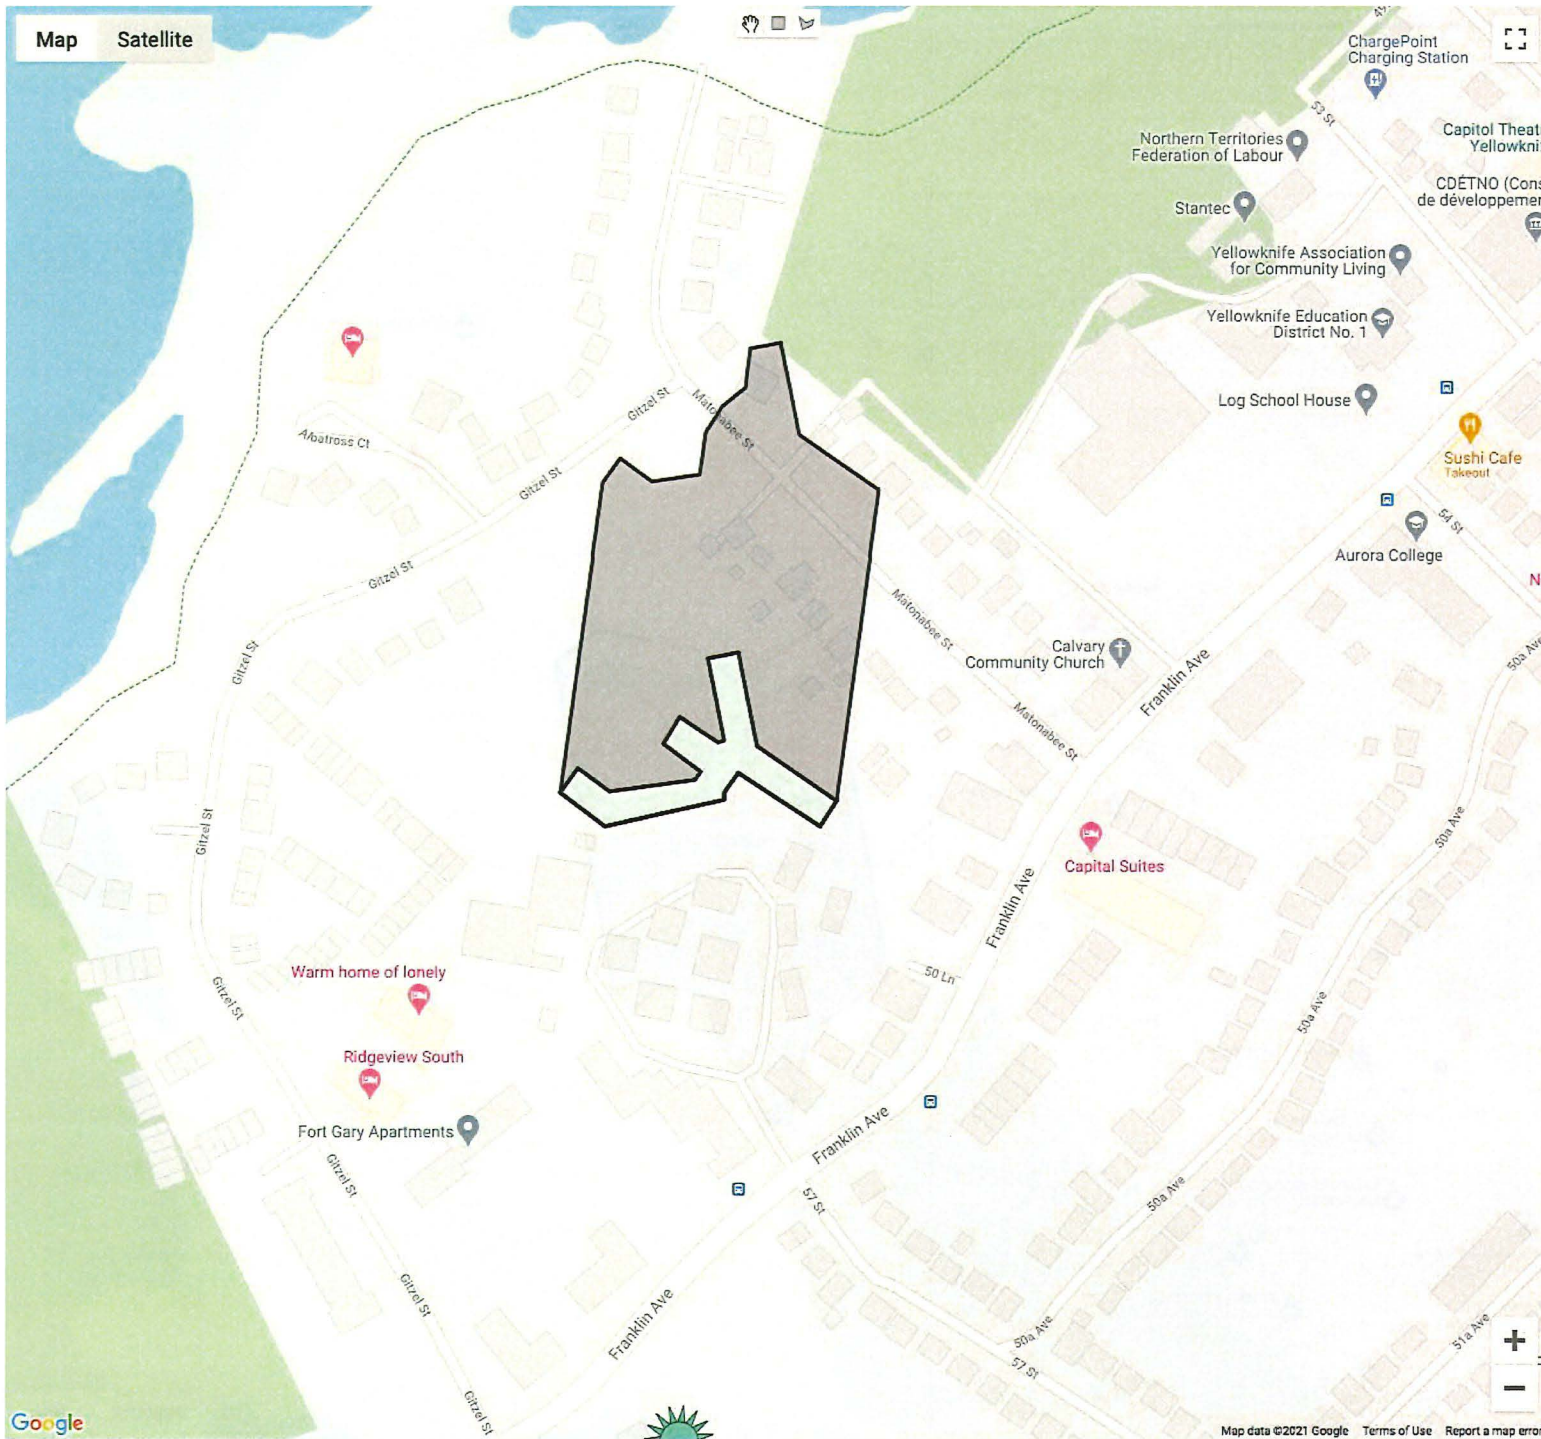 Map Satellite
49
ChargePoint
Charging Station
53 St
Northern Territories
Federation of Labour
Capitol Theat
Yellowkni
CDÉTNO (Cons
de développemen
Stantec
Yellowknife Association
for Community Living
Yellowknife Education
District No. 1
Log School House
Sushi Cafe
Takeout
Gitzel St
Matonabee St
Albatross Ct
Gitzel St
54 St
Aurora College
N
Gitzel St
Matonabee St
Calvary
Community Church
Gitzel St
Franklin Ave
50a Ave
Matonabee St
Gitzel St
Capital Suites
50a Ave
Franklin Ave
Warm home of lonely
50 Ln
Gitzel St
50a Ave
Ridgeview South
Fort Gary Apartments
Franklin Ave
Gitzel St
57 St
50a Ave
Gitzel St
Franklin Ave
50a Ave
51a Ave
57 St
Gitzel St
Google
Map data ©2021 Google Terms of Use Report a map error